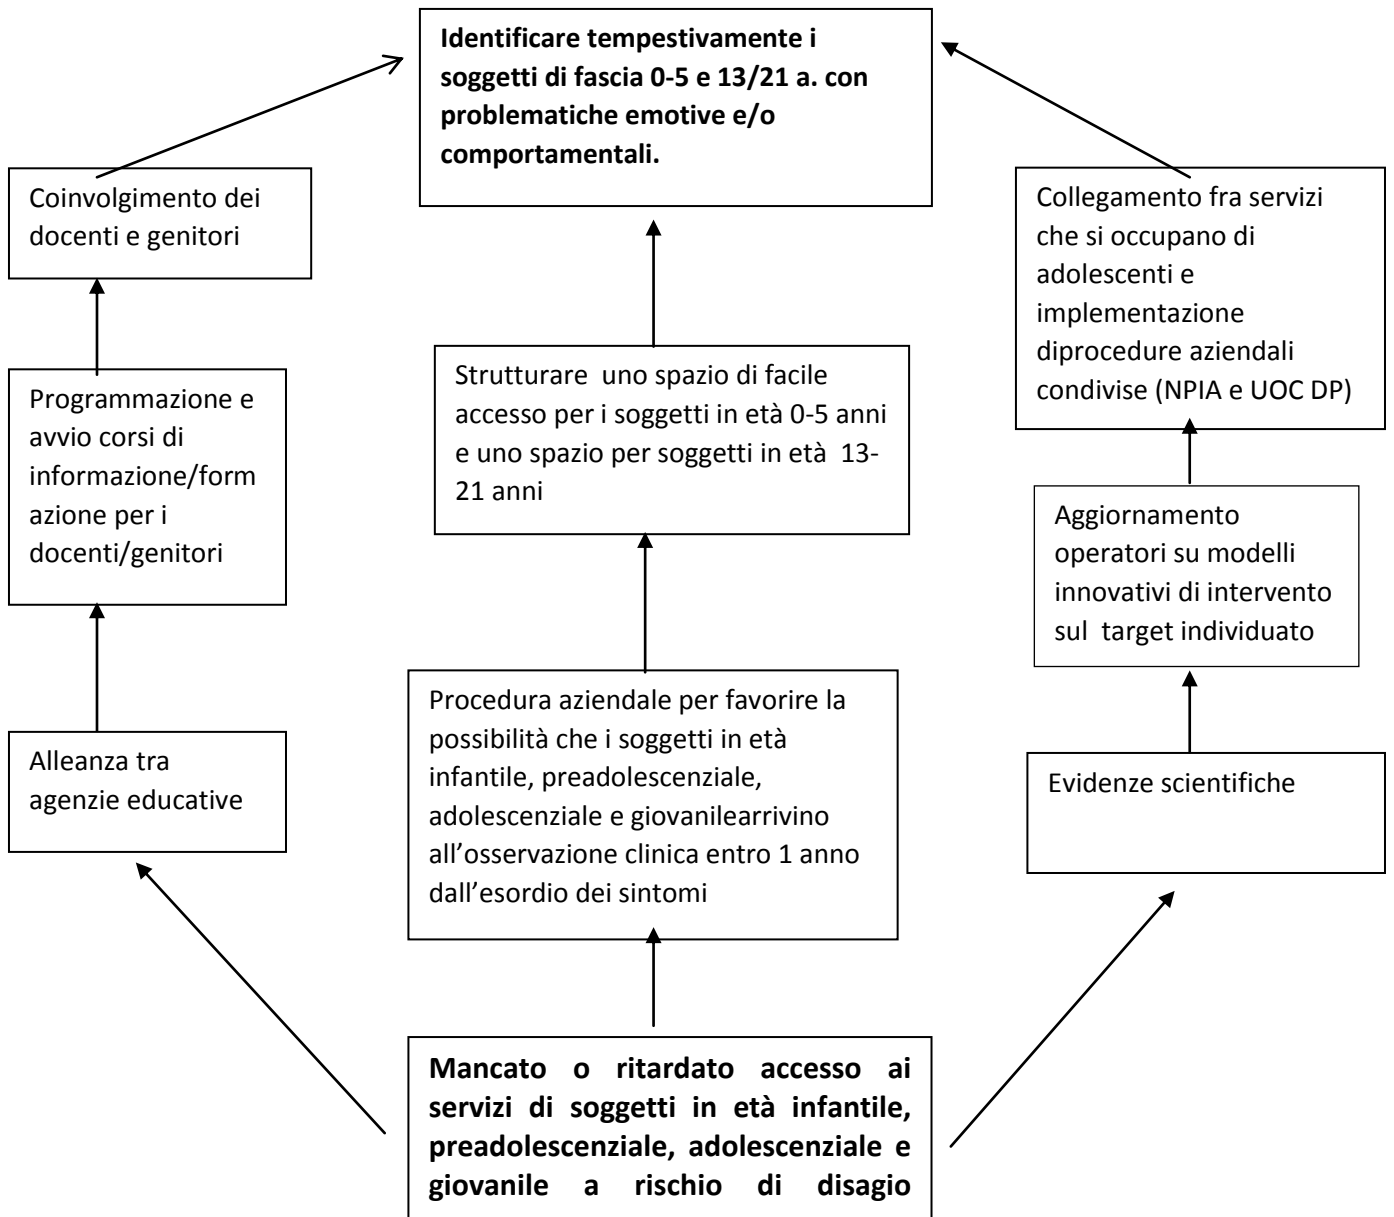 Identificare tempestivamente i
soggetti di fascia 0-5 e 13/21 a. con
problematiche emotive e/o
comportamentali.
Coinvolgimento dei
docenti e genitori
Collegamento fra servizi
che si occupano di
adolescenti e
implementazione
diprocedure aziendali
condivise (NPIA e UOC DP)
Strutturare uno spazio di facile
accesso per i soggetti in età 0-5 anni
e uno spazio per soggetti in età 13-
21 anni
Programmazione e
avvio corsi di
informazione/form
azione per i
docenti/genitori
Aggiornamento
operatori su modelli
innovativi di intervento
sul target individuato
Procedura aziendale per favorire la
possibilità che i soggetti in età
infantile, preadolescenziale,
adolescenziale e giovanilearrivino
all’osservazione clinica entro 1 anno
dall’esordio dei sintomi
Alleanza tra
agenzie educative
Evidenze scientifiche
Mancato o ritardato accesso ai
servizi di soggetti in età infantile,
preadolescenziale, adolescenziale e
giovanile a rischio di disagio